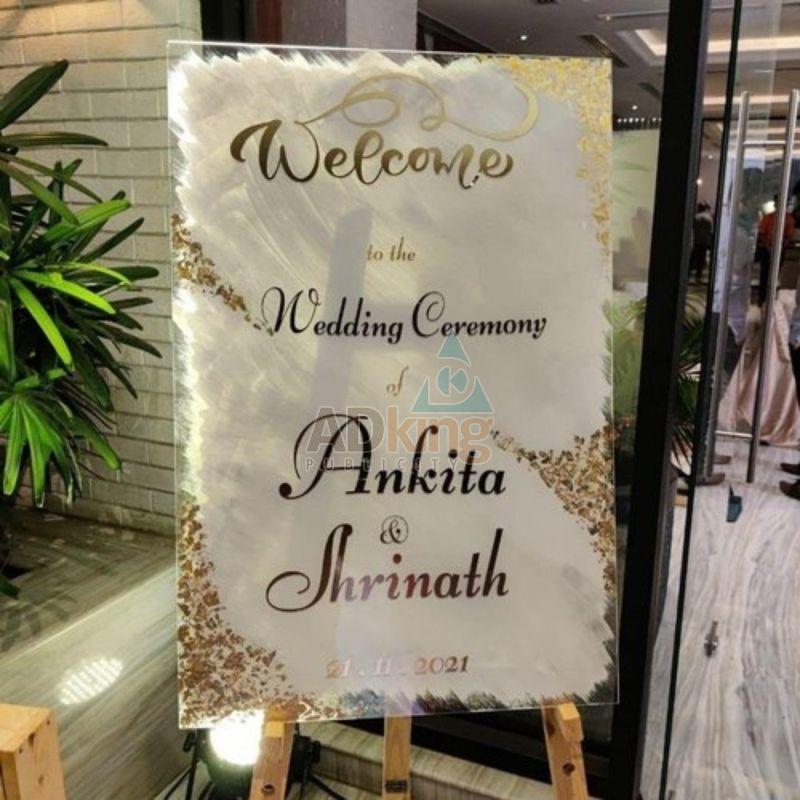 Welcome
to the
Wedding Ceremony
of
ADking
PUBLICITY
Ankita
&
Shrinath
21.11.2021